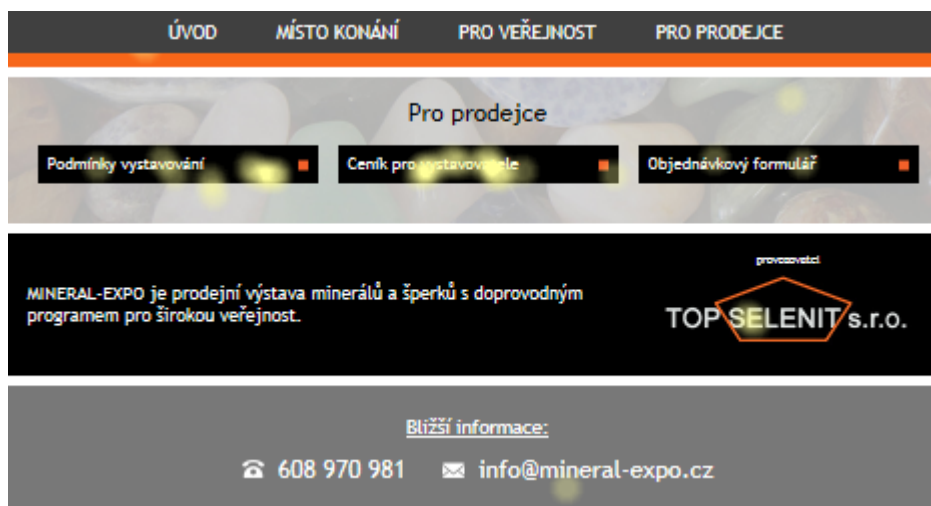 ÚVOD MÍSTO KONÁNÍ PRO VEŘEJNOST PRO PRODEJCE
Pro prodejce
Podmínky vystavování Ceník pro vystavovatele Objednávkový formulář
provozovatel
MINERAL-EXPO je prodejní výstava minerálů a šperků s doprovodným
programem pro širokou veřejnost.
TOP SELENIT s.r.o.
Bližší informace:
608 970 981 info@mineral-expo.cz